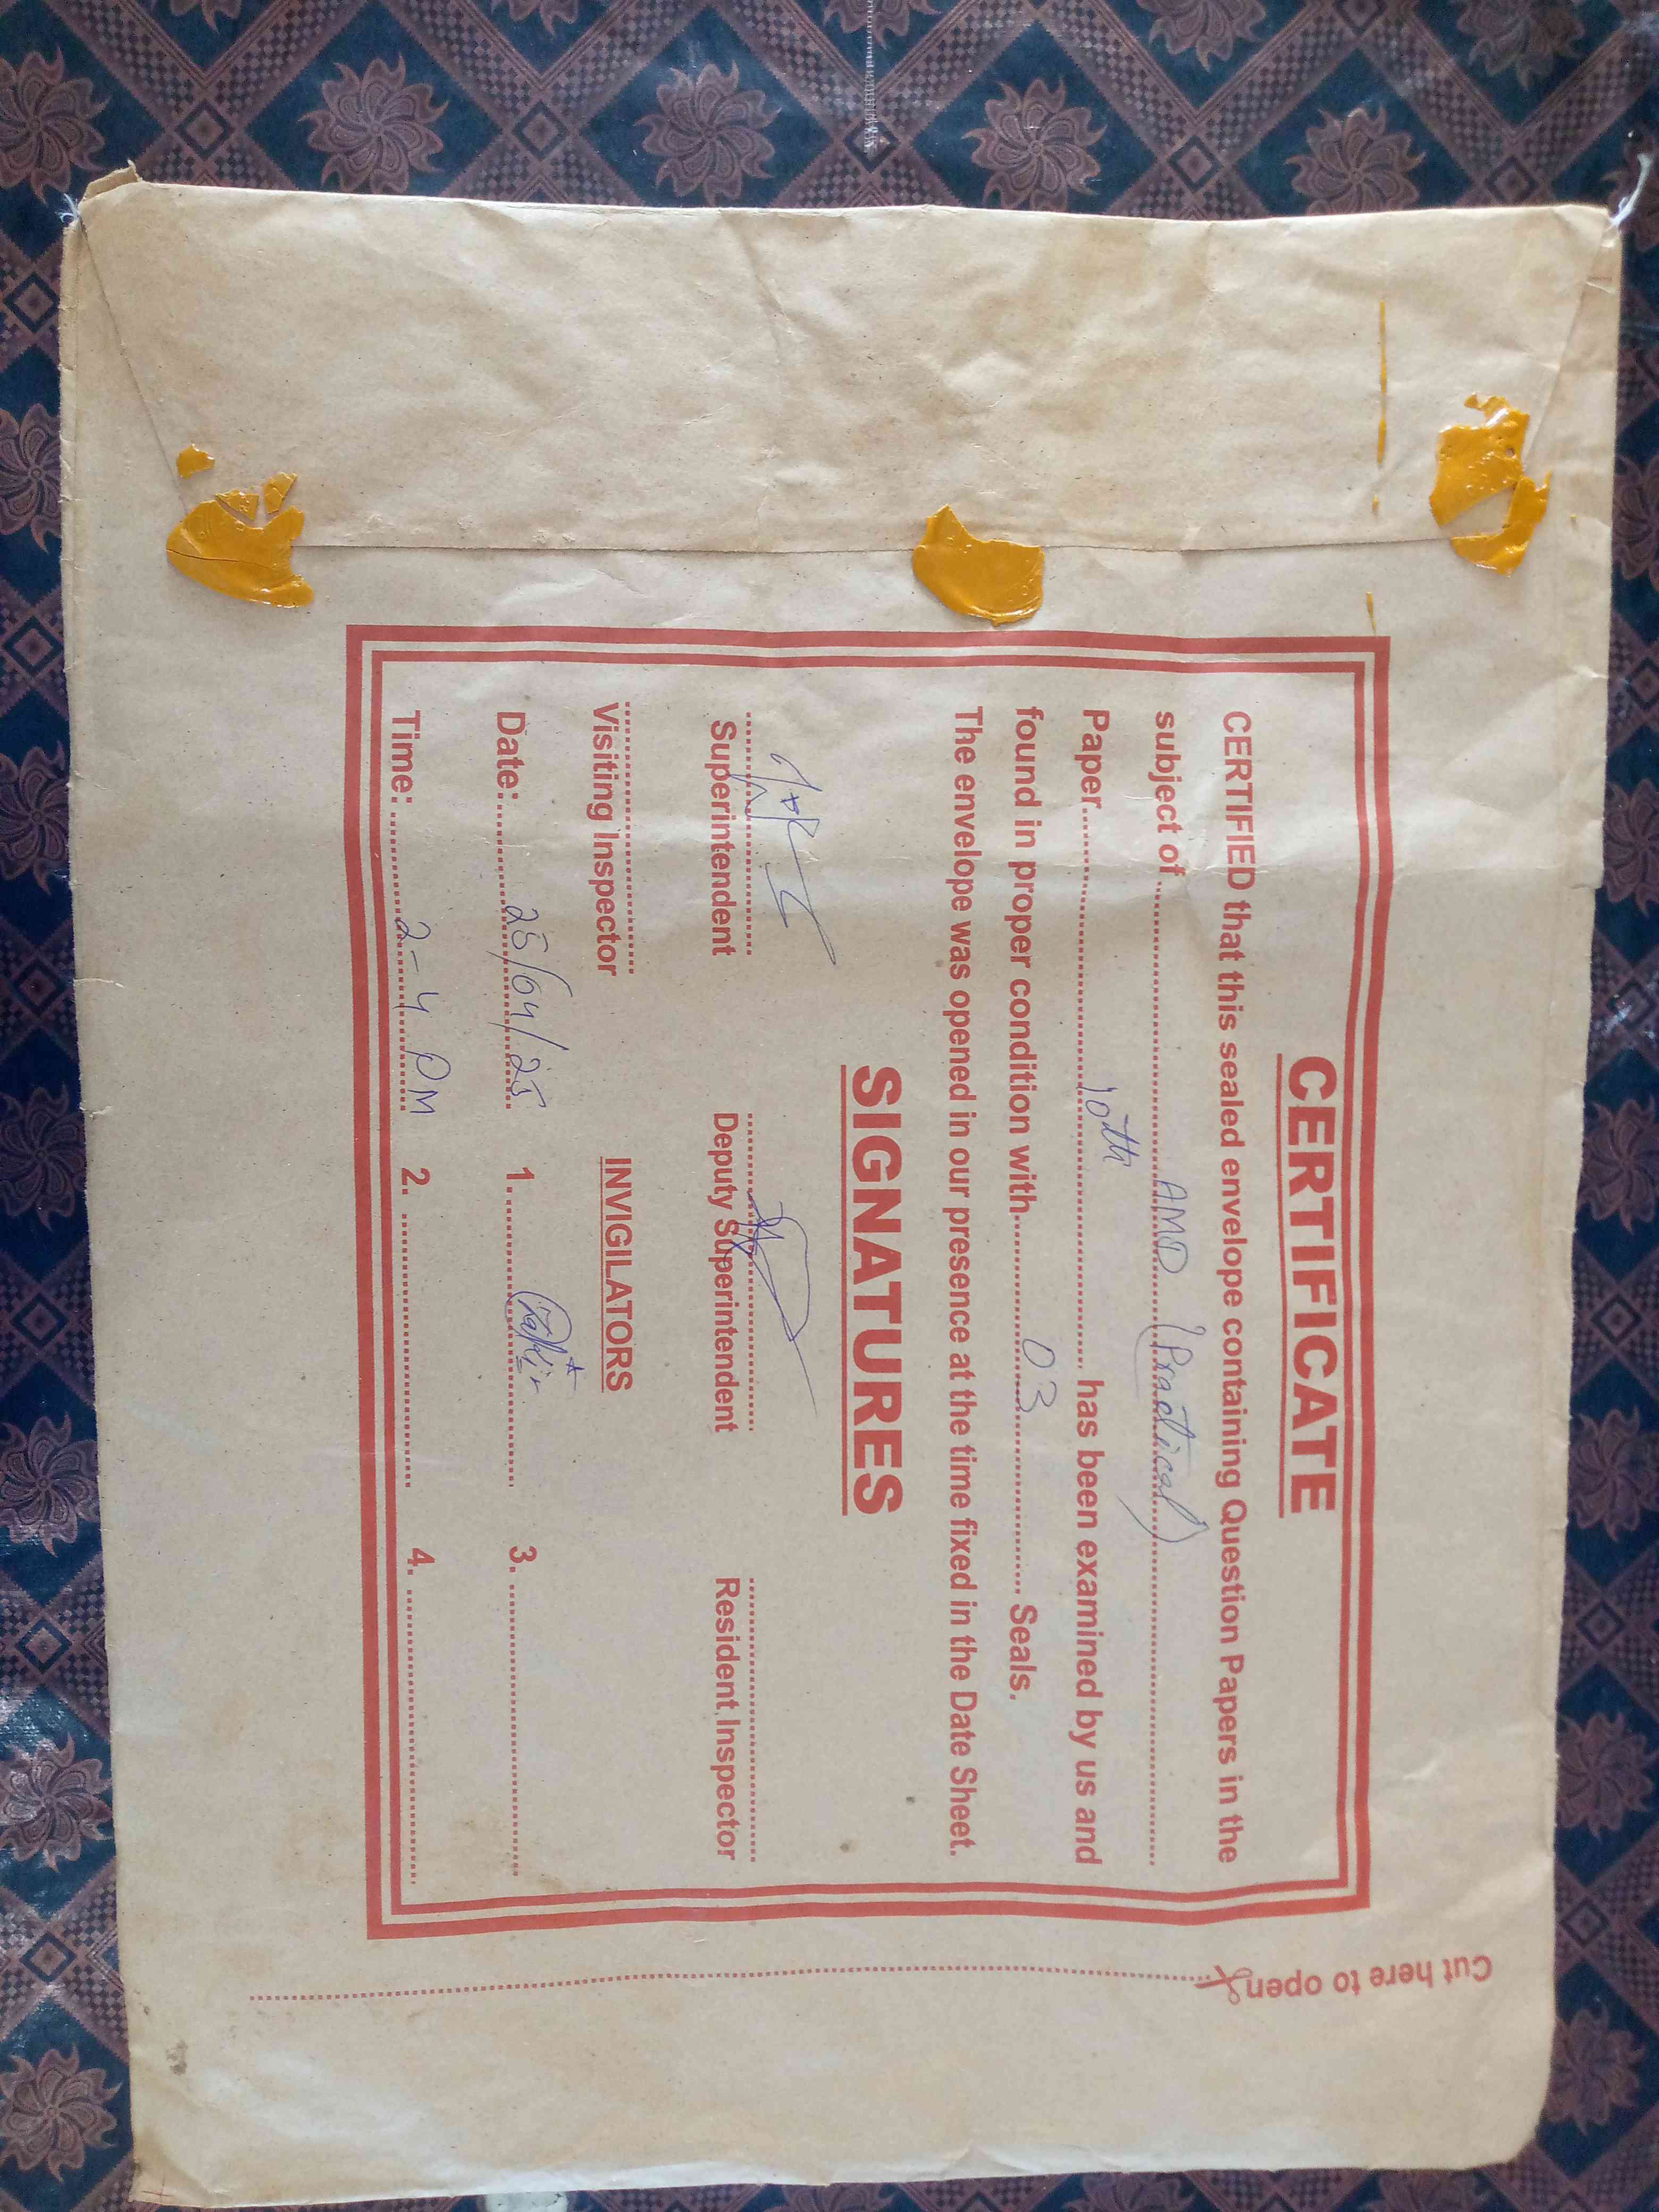 CERTIFICATE
CERTIFIED that this sealed envelope containing Question Papers in the
subject of AMD (Practical)
Paper 10th has been examined by us and
found in proper condition with 03 Seals.
The envelope was opened in our presence at the time fixed in the Date Sheet.
SIGNATURES
Superintendent Deputy Superintendent Resident Inspector
Visiting Inspector INVIGILATORS
Date: 25/04/25 1. 3.
Time: 2-4 PM 2. 4.
Cut here to open